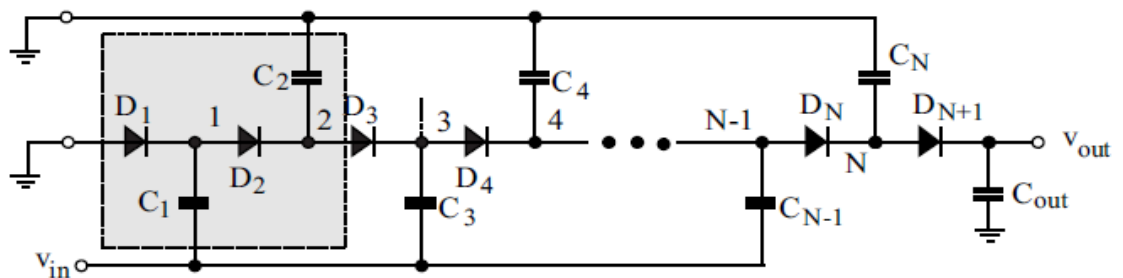 C2
C4
CN
D1
1
2
D3
3
4
N-1
DN
DN+1
D2
D4
N
vout
C1
C3
CN-1
Cout
vin